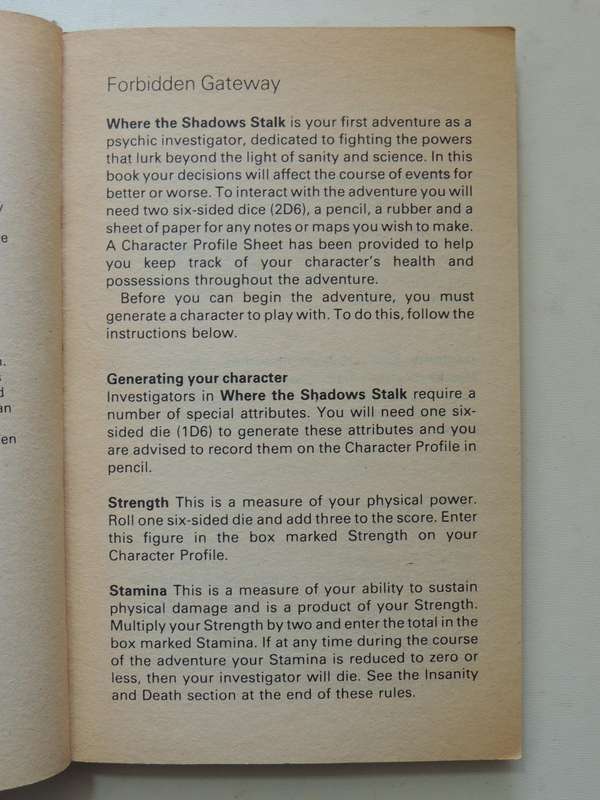 Forbidden Gateway
Where the Shadows Stalk is your first adventure as a
psychic investigator, dedicated to fighting the powers
that lurk beyond the light of sanity and science. In this
book your decisions will affect the course of events for
better or worse. To interact with the adventure you will
need two six-sided dice (2D6), a pencil, a rubber and a
sheet of paper for any notes or maps you wish to make.
A Character Profile Sheet has been provided to help
you keep track of your character's health and
possessions throughout the adventure.
Before you can begin the adventure, you must
generate a character to play with. To do this, follow the
instructions below.
Generating your character
Investigators in Where the Shadows Stalk require a
number of special attributes. You will need one six-
sided die (1D6) to generate these attributes and you
are advised to record them on the Character Profile in
pencil.
Strength This is a measure of your physical power.
Roll one six-sided die and add three to the score. Enter
this figure in the box marked Strength on your
Character Profile.
Stamina This is a measure of your ability to sustain
physical damage and is a product of your Strength.
Multiply your Strength by two and enter the total in the
box marked Stamina. If at any time during the course
of the adventure your Stamina is reduced to zero or
less, then your investigator will die. See the Insanity
and Death section at the end of these rules.